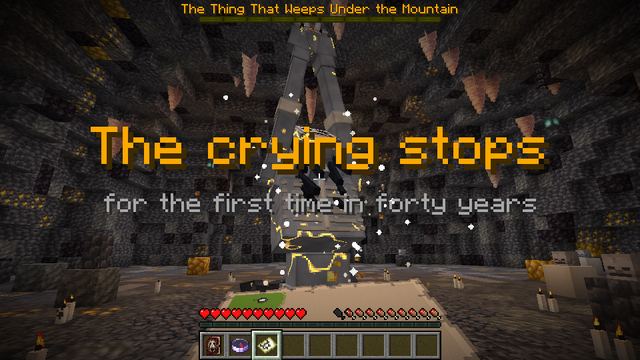 The Thing That Weeps Under the Mountain
The crying stops
for the first time in forty years